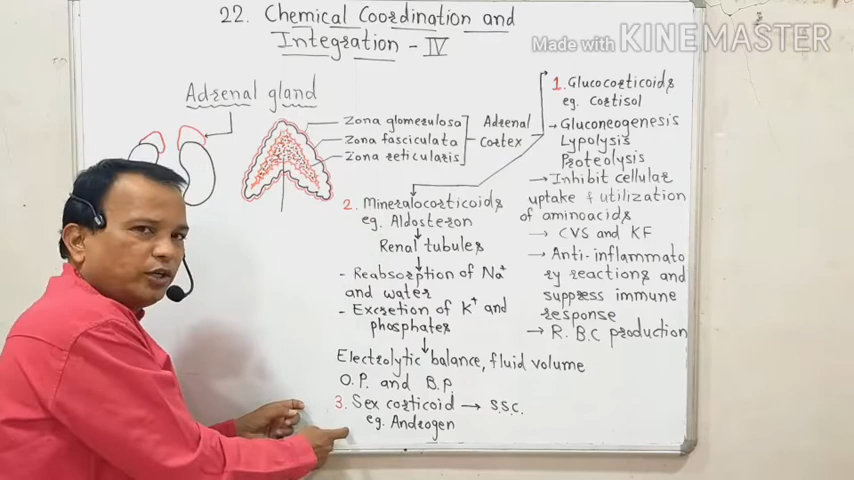 22. Chemical Coordination and
Integration - IV
Made with KINEMASTER
Adrenal gland
Zona glomerulosa
Zona fasciculata
Zona reticularis
Adrenal
Cortex
1. Glucocorticoids
eg. Cortisol
→ Gluconeogenesis
Lypolysis
Proteolysis
→ Inhibit cellular
uptake & utilization
of aminoacids
→ CVS and KF
→ Anti-inflammato
ry reactions and
suppress immune
response
→ R.B.C production
2. Mineralocorticoids
eg. Aldosteron
Renal tubules
- Reabsorption of Na+
and water
- Excretion of K+ and
phosphates
Electrolytic balance, fluid volume
O.P. and B.P
3. Sex corticoid → S.S.C.
eg. Androgen